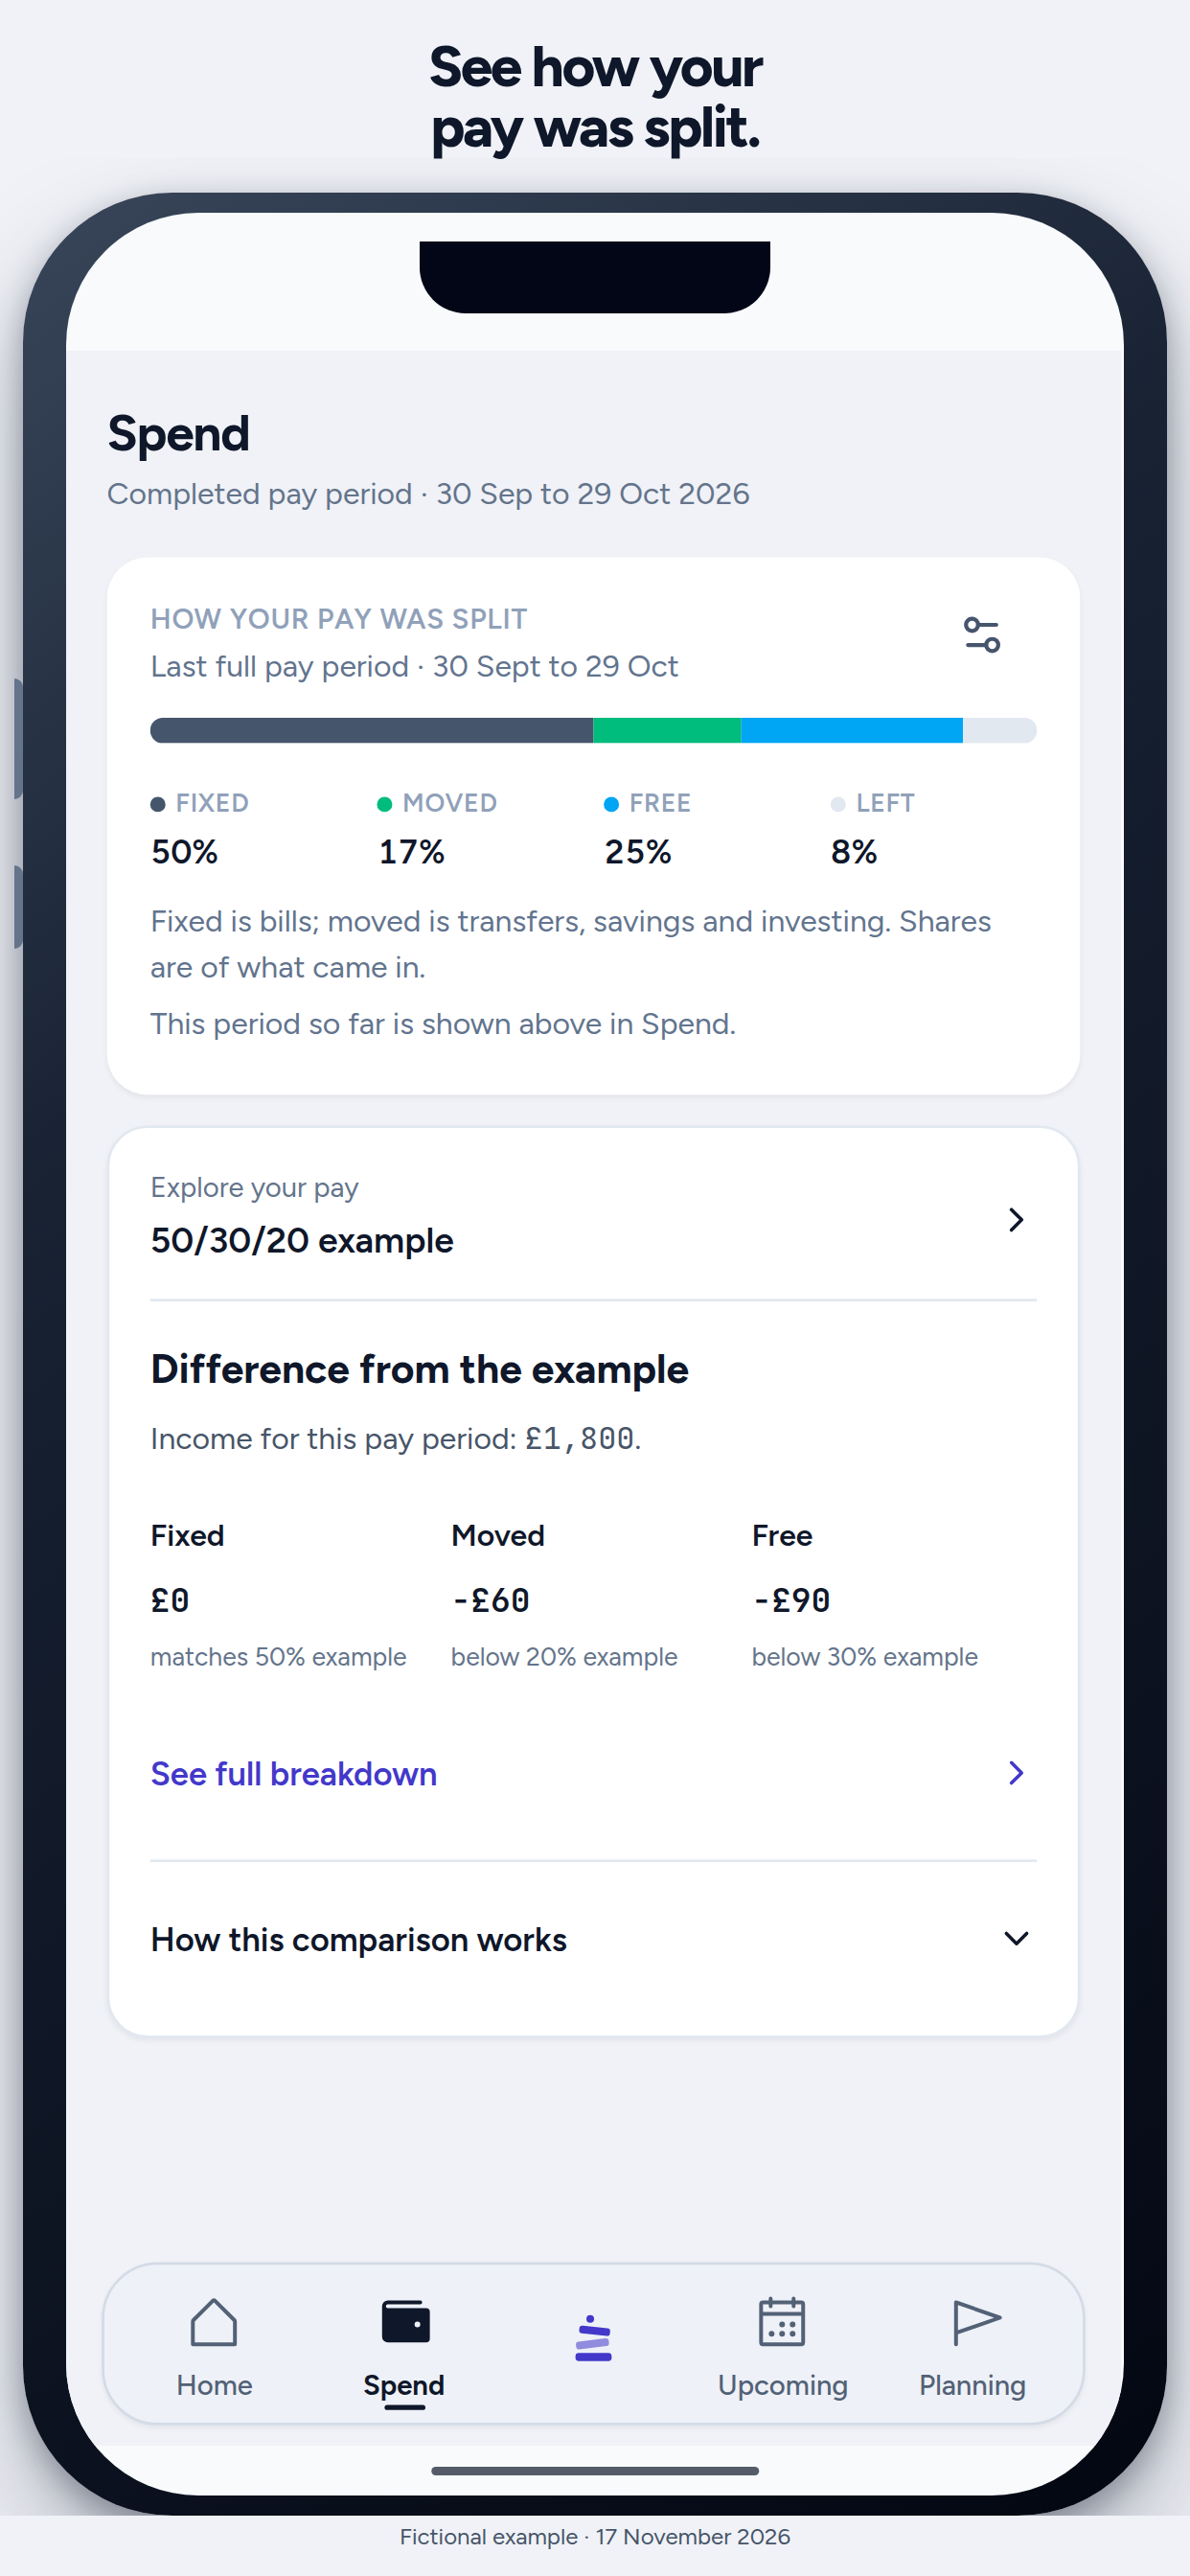 See how your
pay was split.
Spend
Completed pay period · 30 Sep to 29 Oct 2026
HOW YOUR PAY WAS SPLIT
Last full pay period · 30 Sept to 29 Oct
FIXED MOVED FREE LEFT
50% 17% 25% 8%
Fixed is bills; moved is transfers, savings and investing. Shares
are of what came in.
This period so far is shown above in Spend.
Explore your pay
50/30/20 example
Difference from the example
Income for this pay period: £1,800.
Fixed Moved Free
£0 -£60 -£90
matches 50% example below 20% example below 30% example
See full breakdown
How this comparison works
Home Spend Upcoming Planning
Fictional example · 17 November 2026